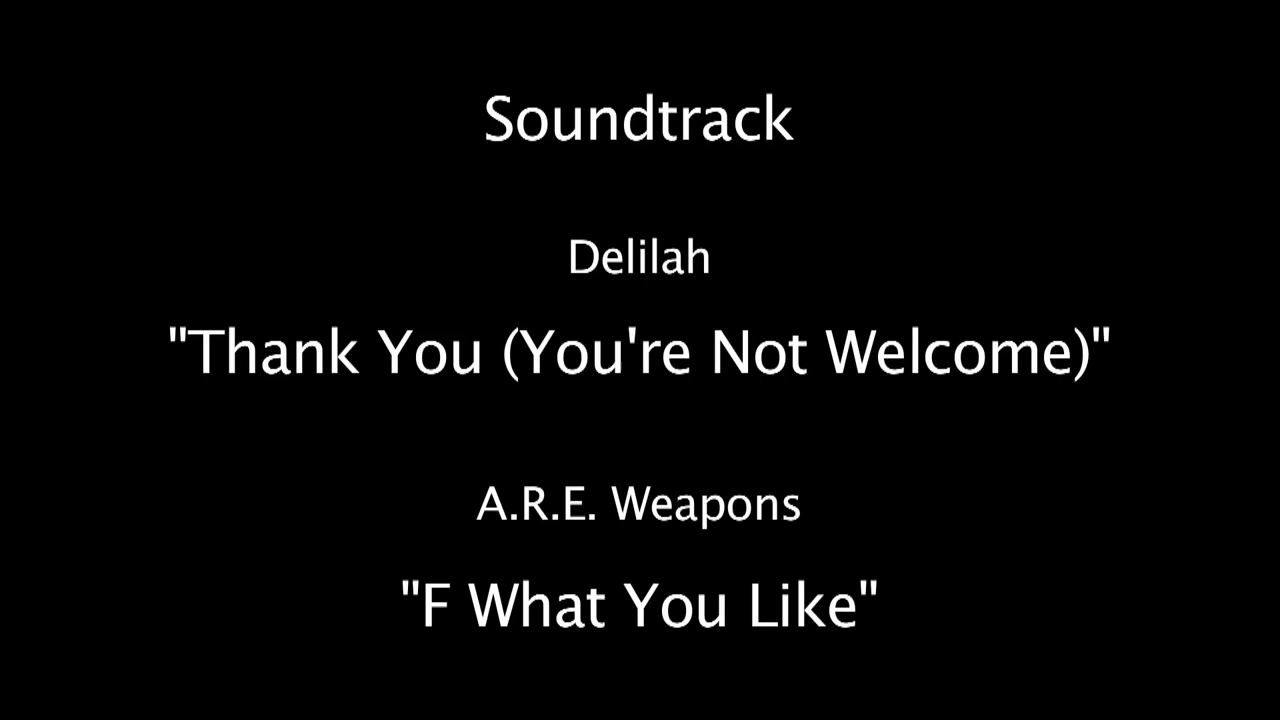 Soundtrack
Delilah
"Thank You (You're Not Welcome)"
A.R.E. Weapons
"F What You Like"